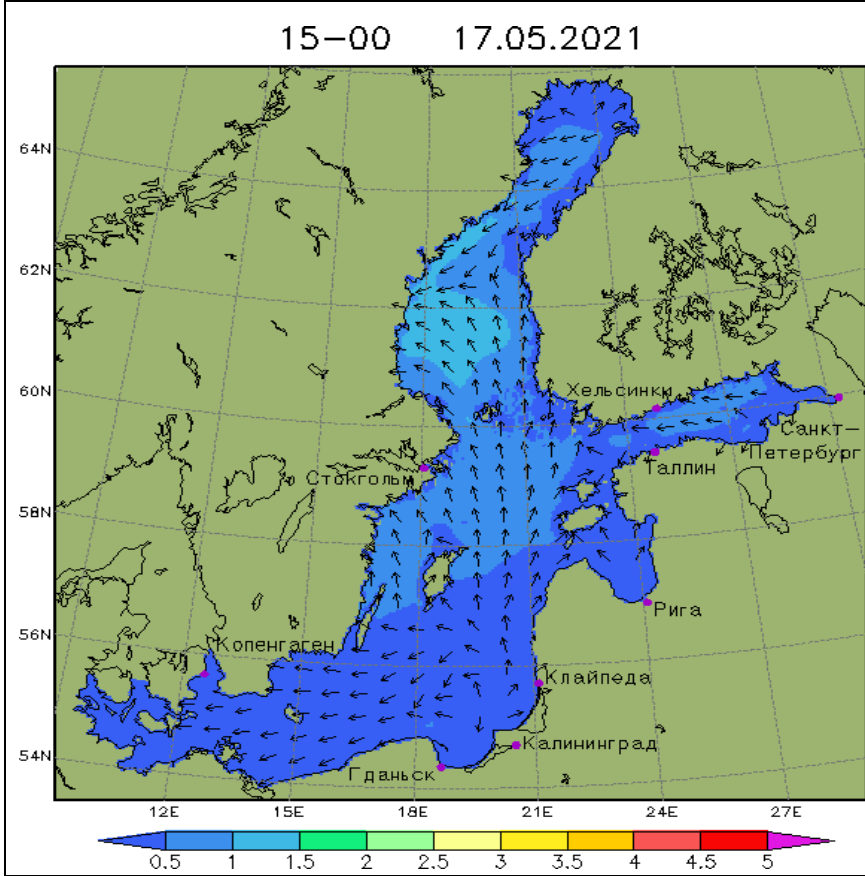 15-00 17.05.2021
64N
62N
60N
58N
56N
54N
Хельсинки
Санкт-
Петербург
Таллин
Стокгольм
Рига
Копенгаген
Клайпеда
Калининград
Гданьск
12E 15E 18E 21E 24E 27E
0.5 1 1.5 2 2.5 3 3.5 4 4.5 5